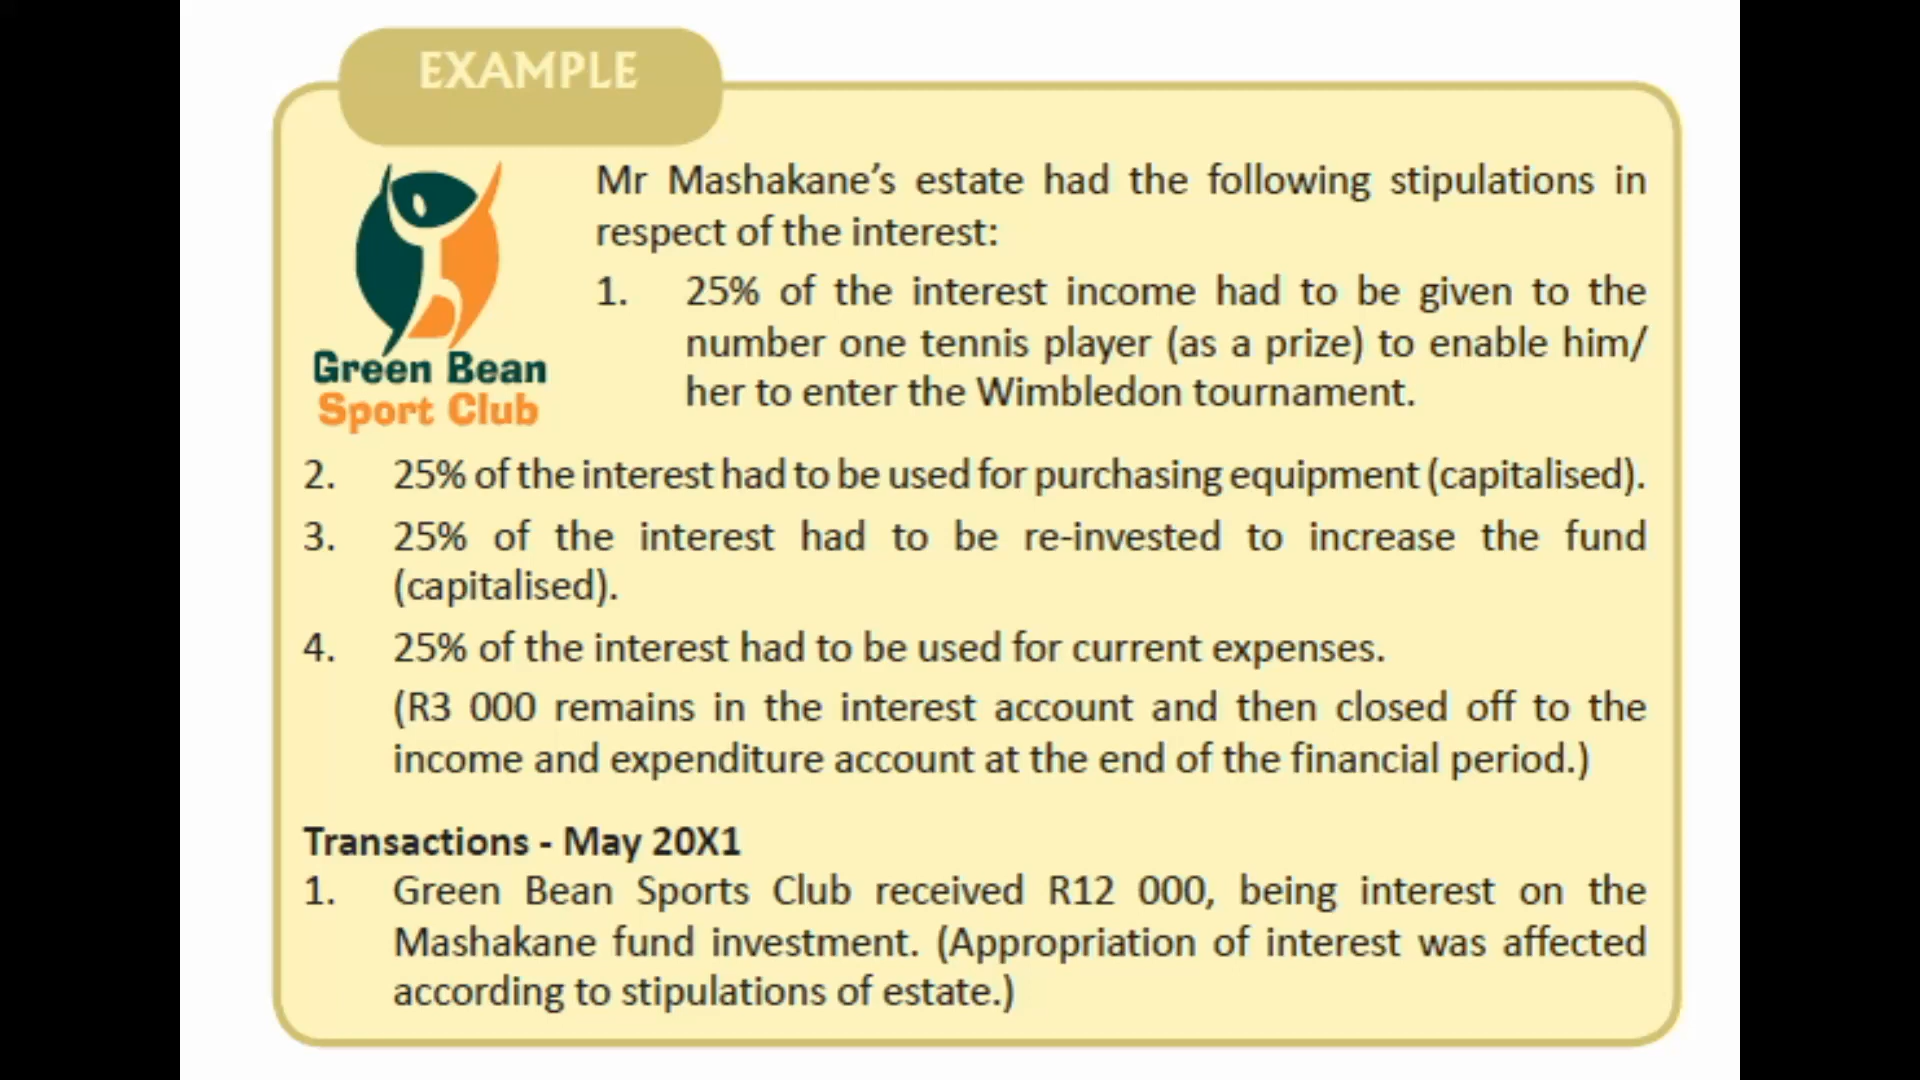 EXAMPLE
Mr Mashakane's estate had the following stipulations in
respect of the interest:
1. 25% of the interest income had to be given to the
number one tennis player (as a prize) to enable him/
her to enter the Wimbledon tournament.
Green Bean
Sport Club
2. 25% of the interest had to be used for purchasing equipment (capitalised).
3. 25% of the interest had to be re-invested to increase the fund
(capitalised).
4. 25% of the interest had to be used for current expenses.
(R3 000 remains in the interest account and then closed off to the
income and expenditure account at the end of the financial period.)
Transactions - May 20X1
1. Green Bean Sports Club received R12 000, being interest on the
Mashakane fund investment. (Appropriation of interest was affected
according to stipulations of estate.)